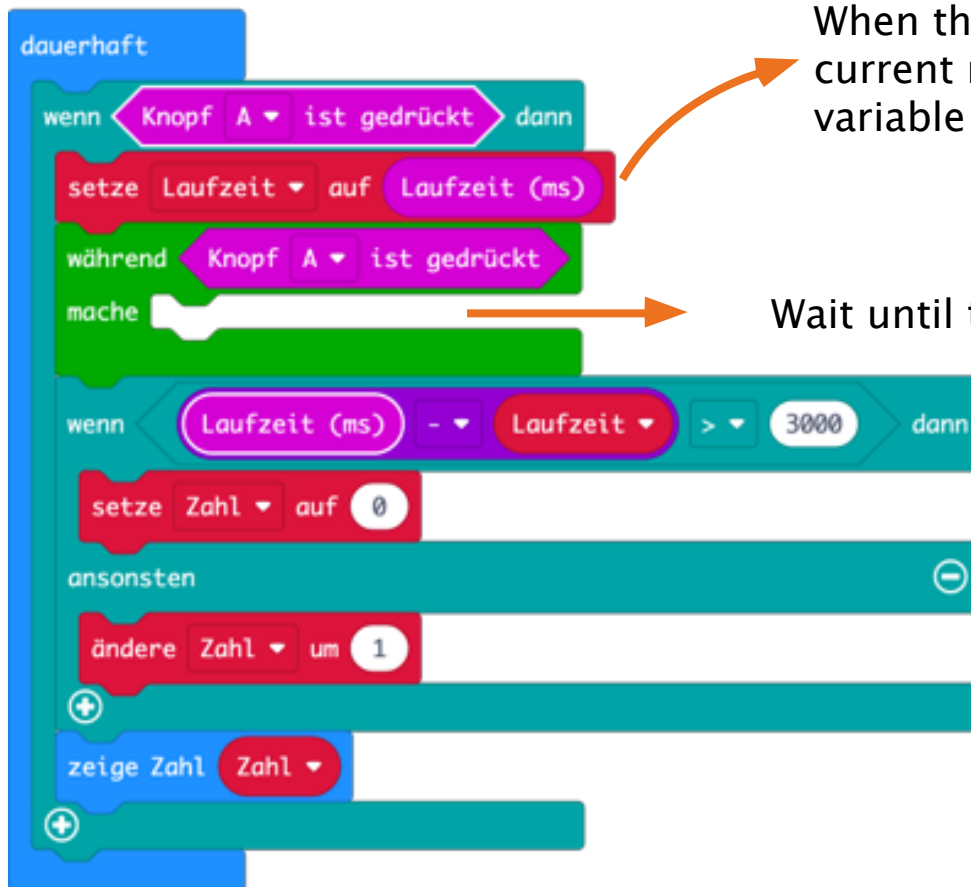 When th
dauerhaft
current
variable
wenn Knopf A ist gedrückt dann
setze Laufzeit auf Laufzeit (ms)
während Knopf A ist gedrückt
mache
Wait until
wenn Laufzeit (ms) - Laufzeit > 3000 dann
setze Zahl auf 0
ansonsten
ändere Zahl um 1
zeige Zahl Zahl